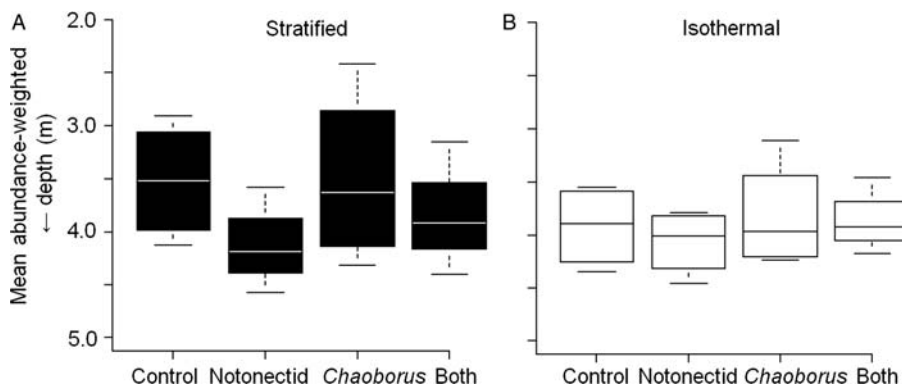 A
Stratified
B
Isothermal
Mean abundance-weighted
← depth (m)
2.0
3.0
4.0
5.0
Control Notonectid Chaoborus Both
Control Notonectid Chaoborus Both